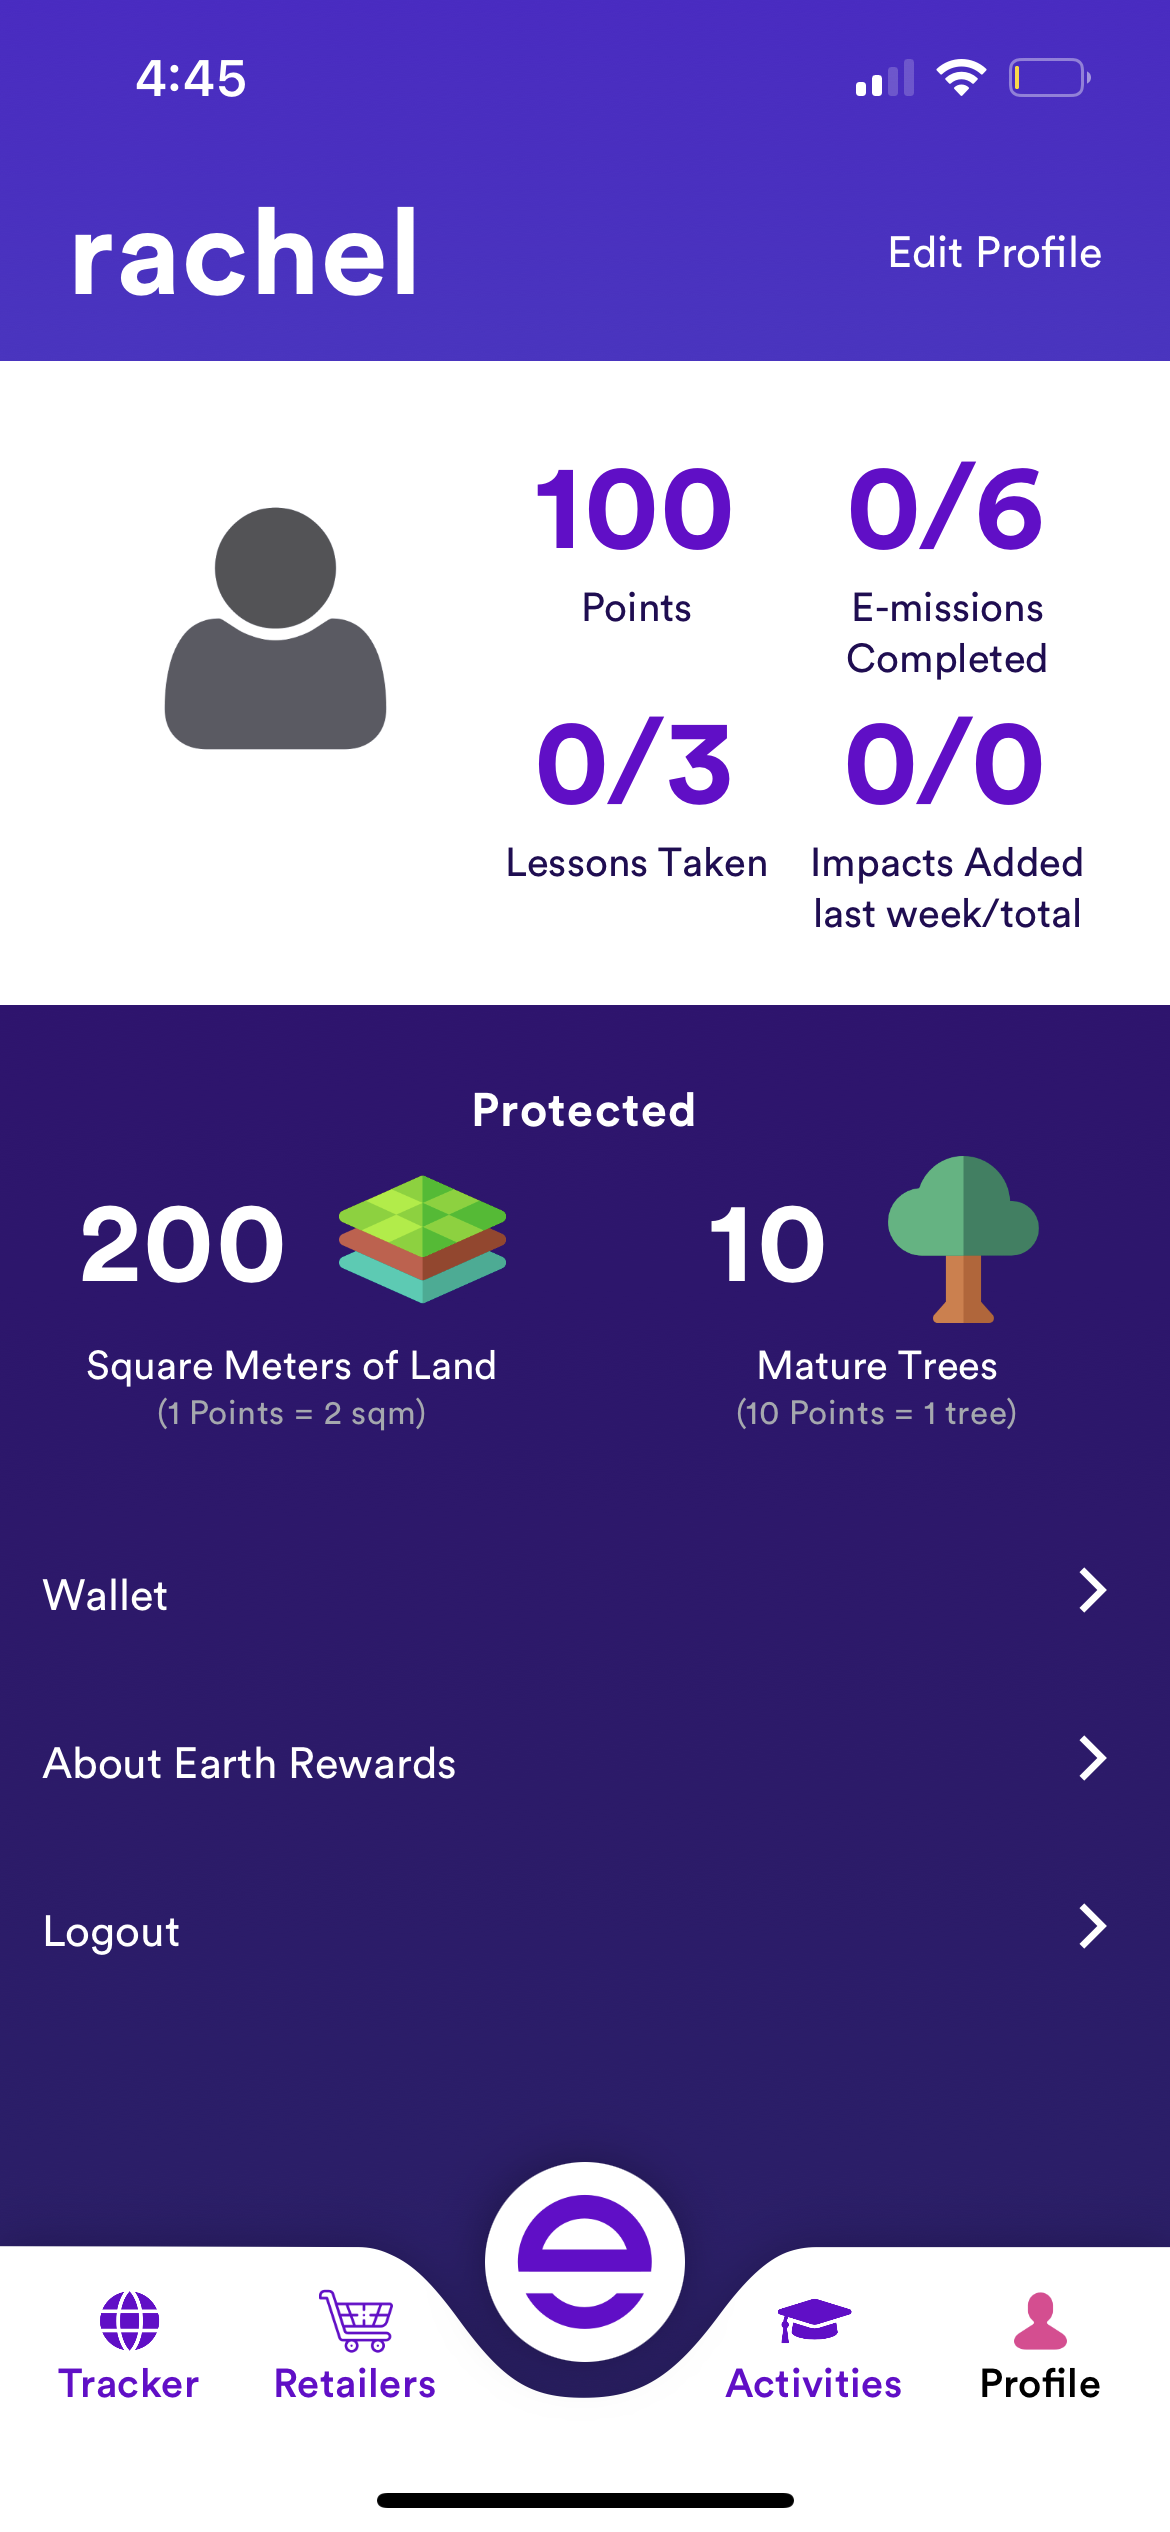 4:45
rachel
Edit Profile
100
Points
0/6
E-missions
Completed
0/3
Lessons Taken
0/0
Impacts Added
last week/total
Protected
200
Square Meters of Land
(1 Points = 2 sqm)
10
Mature Trees
(10 Points = 1 tree)
Wallet
About Earth Rewards
Logout
e
Tracker
Retailers
Activities
Profile